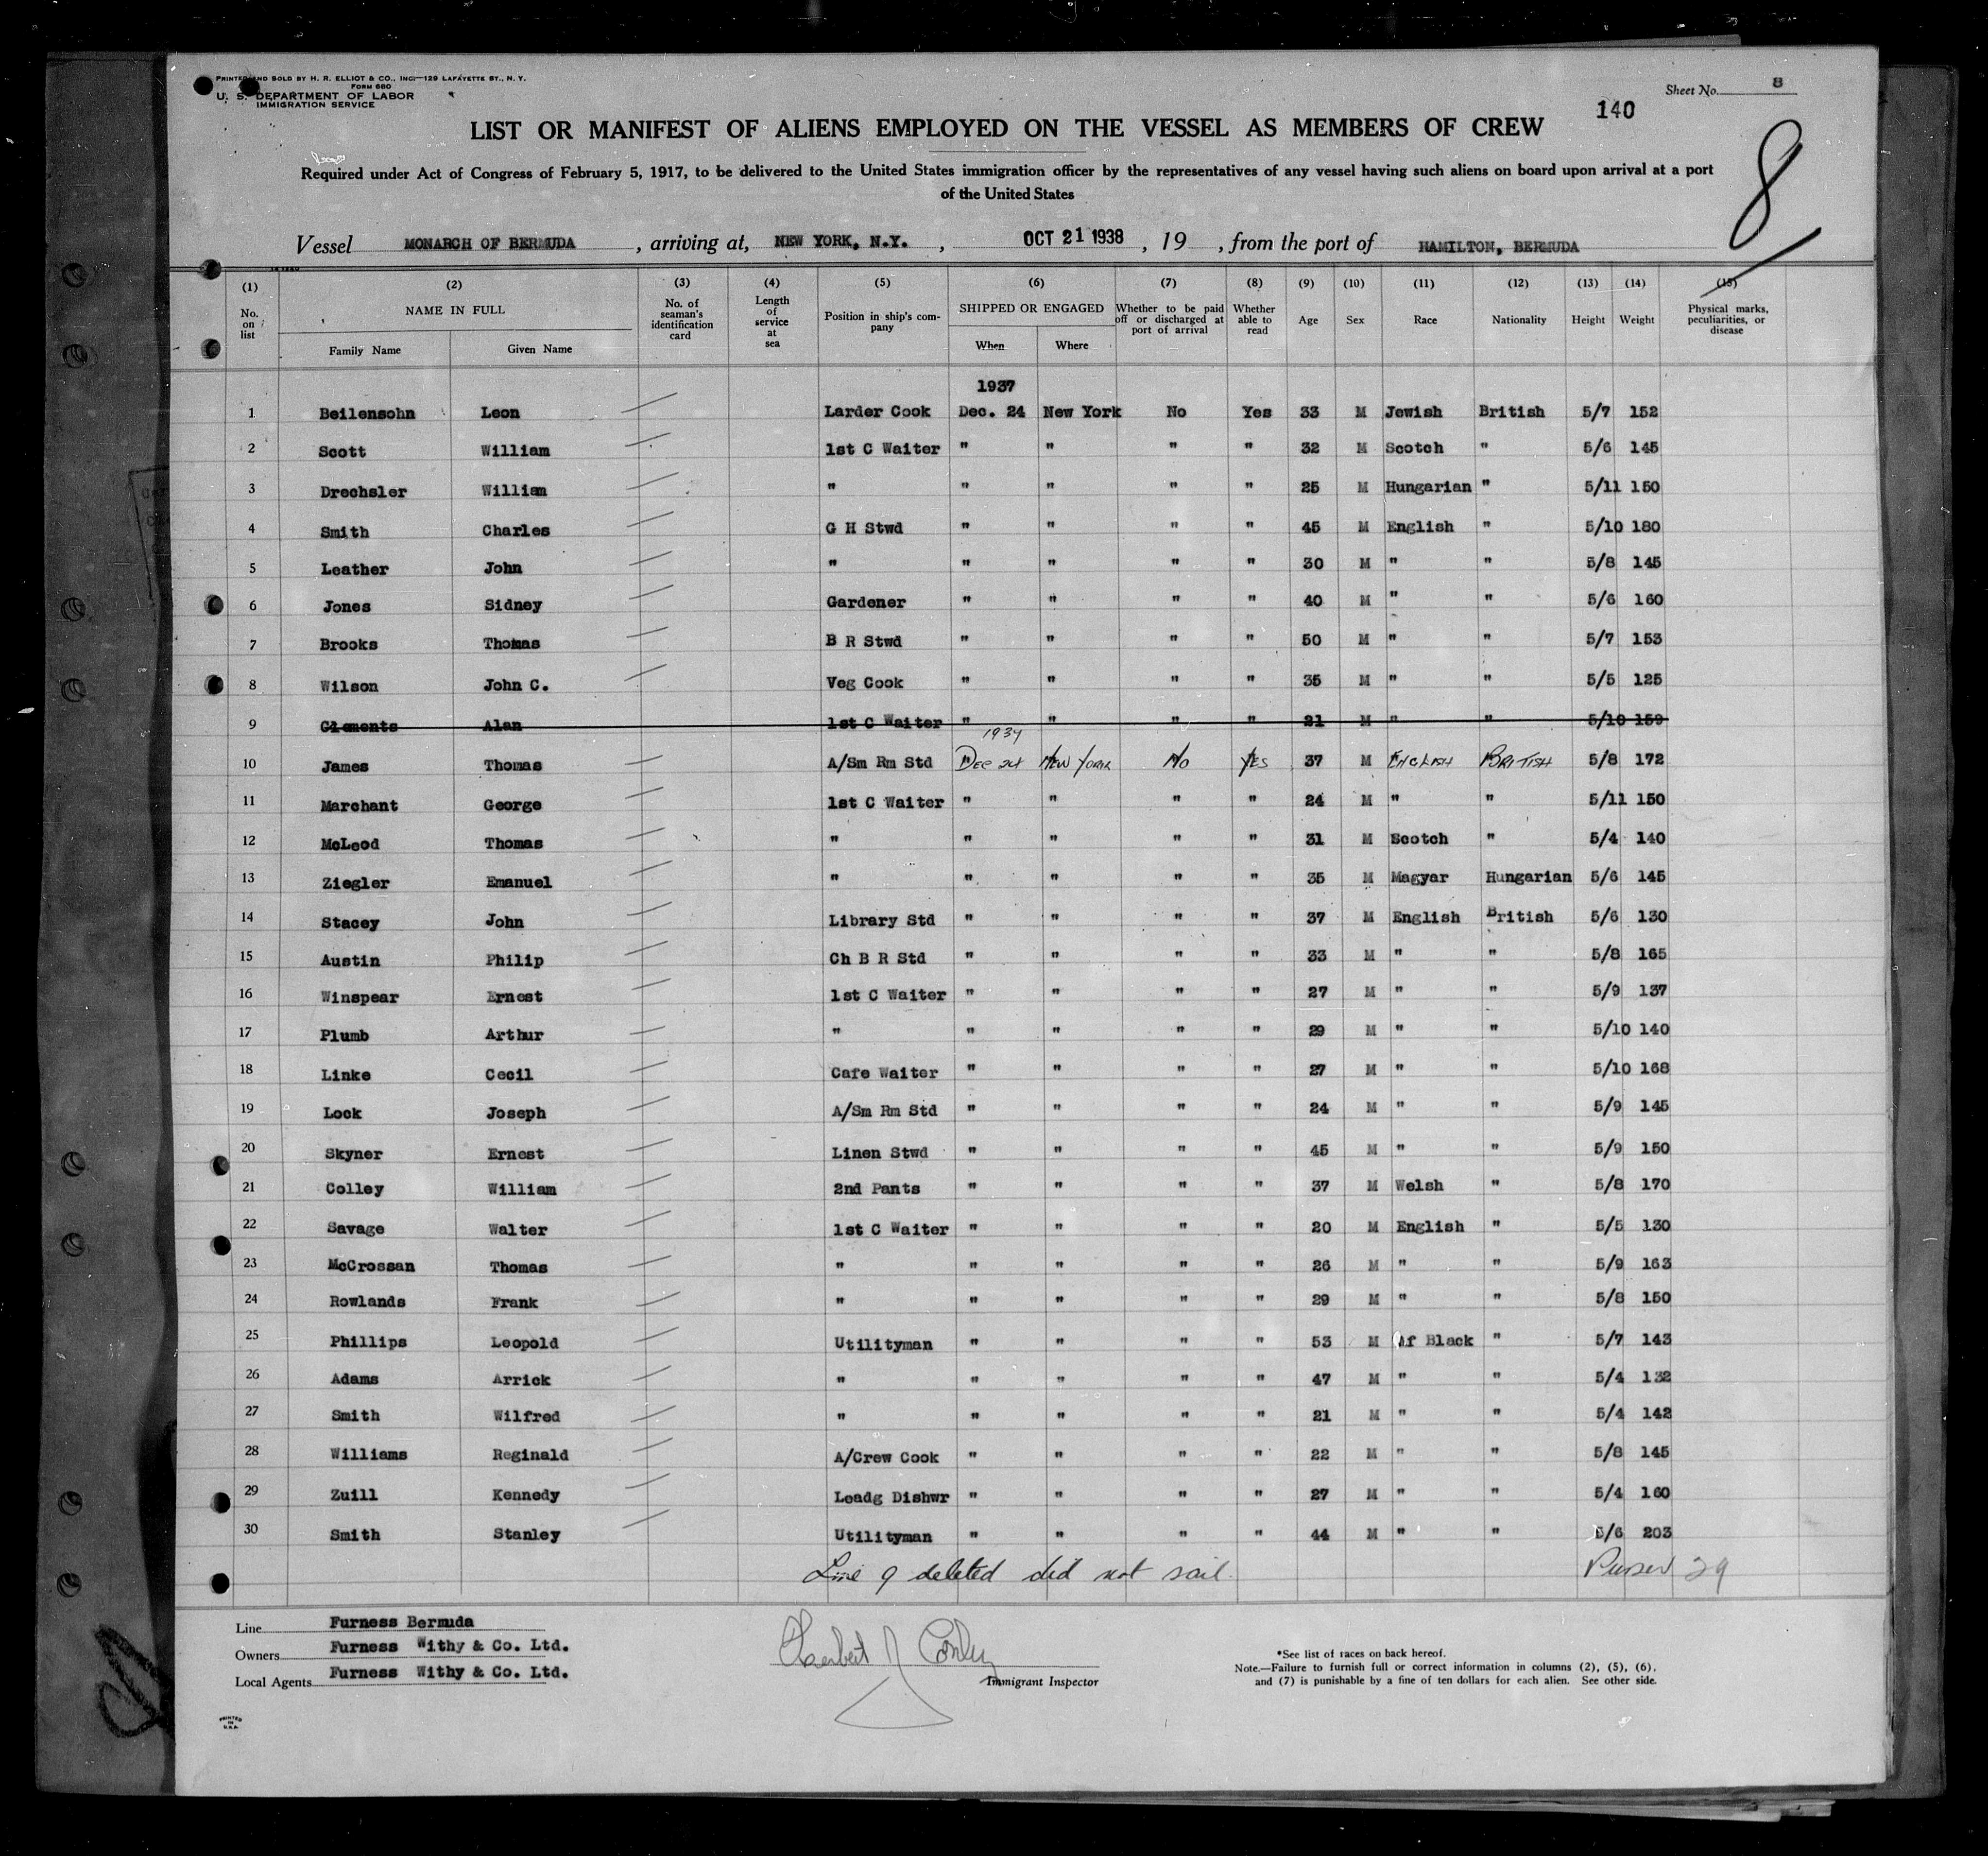 PRINTED AND SOLD BY H. R. ELLIOT & CO., INC.—129 LAFAYETTE ST., N. Y.
FORM 680
U. S. DEPARTMENT OF LABOR
IMMIGRATION SERVICE
Sheet No. 8
140
8
LIST OR MANIFEST OF ALIENS EMPLOYED ON THE VESSEL AS MEMBERS OF CREW
Required under Act of Congress of February 5, 1917, to be delivered to the United States immigration officer by the representatives of any vessel having such aliens on board upon arrival at a port
of the United States
Vessel MONARCH OF BERMUDA , arriving at, NEW YORK, N.Y. , OCT 21 1938 , 19 , from the port of HAMILTON, BERMUDA
(1) (2) (3) (4) (5) (6) (7) (8) (9) (10) (11) (12) (13) (14) (15)
No. on list NAME IN FULL Family Name Given Name No. of seaman's identification card Length of service at sea Position in ship's company SHIPPED OR ENGAGED When Where Whether to be paid off or discharged at port of arrival Whether able to read Age Sex Race Nationality Height Weight Physical marks, peculiarities, or disease
1937
1 Beilensohn Leon Larder Cook Dec. 24 New York No Yes 33 M Jewish British 5/7 152
2 Scott William 1st C Waiter " " " " 32 M Scotch " 5/6 145
3 Drechsler William " " " " " 25 M Hungarian " 5/11 150
4 Smith Charles G H Stwd " " " " 45 M English " 5/10 180
5 Leather John " " " " " 30 M " " 5/8 145
6 Jones Sidney Gardener " " " " 40 M " " 5/6 160
7 Brooks Thomas B R Stwd " " " " 50 M " " 5/7 153
8 Wilson John C. Veg Cook " " " " 35 M " " 5/5 125
9 Clements Alan 1st C Waiter " " " " 21 M " " 5/10 159
1937
10 James Thomas A/Sm Rm Std Dec 24 New York No Yes 37 M English British 5/8 172
11 Marchant George 1st C Waiter " " " " 24 M " " 5/11 150
12 McLeod Thomas " " " " " 31 M Scotch " 5/4 140
13 Ziegler Emanuel " " " " " 35 M Magyar Hungarian 5/6 145
14 Stacey John Library Std " " " " 37 M English British 5/6 130
15 Austin Philip Ch B R Std " " " " 33 M " " 5/8 165
16 Winspear Ernest 1st C Waiter " " " " 27 M " " 5/9 137
17 Plumb Arthur " " " " " 29 M " " 5/10 140
18 Linke Cecil Cafe Waiter " " " " 27 M " " 5/10 168
19 Lock Joseph A/Sm Rm Std " " " " 24 M " " 5/9 145
20 Skyner Ernest Linen Stwd " " " " 45 M " " 5/9 150
21 Colley William 2nd Pants " " " " 37 M Welsh " 5/8 170
22 Savage Walter 1st C Waiter " " " " 20 M English " 5/5 130
23 McCrossan Thomas " " " " " 26 M " " 5/9 163
24 Rowlands Frank " " " " " 29 M " " 5/8 150
25 Phillips Leopold Utilityman " " " " 53 M Af Black " 5/7 143
26 Adams Arrick " " " " " 47 M " " 5/4 132
27 Smith Wilfred " " " " " 21 M " " 5/4 142
28 Williams Reginald A/Crew Cook " " " " 22 M " " 5/8 145
29 Zuill Kennedy Leadg Dishwr " " " " 27 M " " 5/4 160
30 Smith Stanley Utilityman " " " " 44 M " " 5/6 203
Line 9 deleted did not sail. Purser 29
Line Furness Bermuda
Owners Furness Withy & Co. Ltd.
Local Agents Furness Withy & Co. Ltd.
Herbert J
Immigrant Inspector
*See list of races on back hereof.
Note.—Failure to furnish full or correct information in columns (2), (5), (6),
and (7) is punishable by a fine of ten dollars for each alien. See other side.
PRINTED
IN
U.S.A.